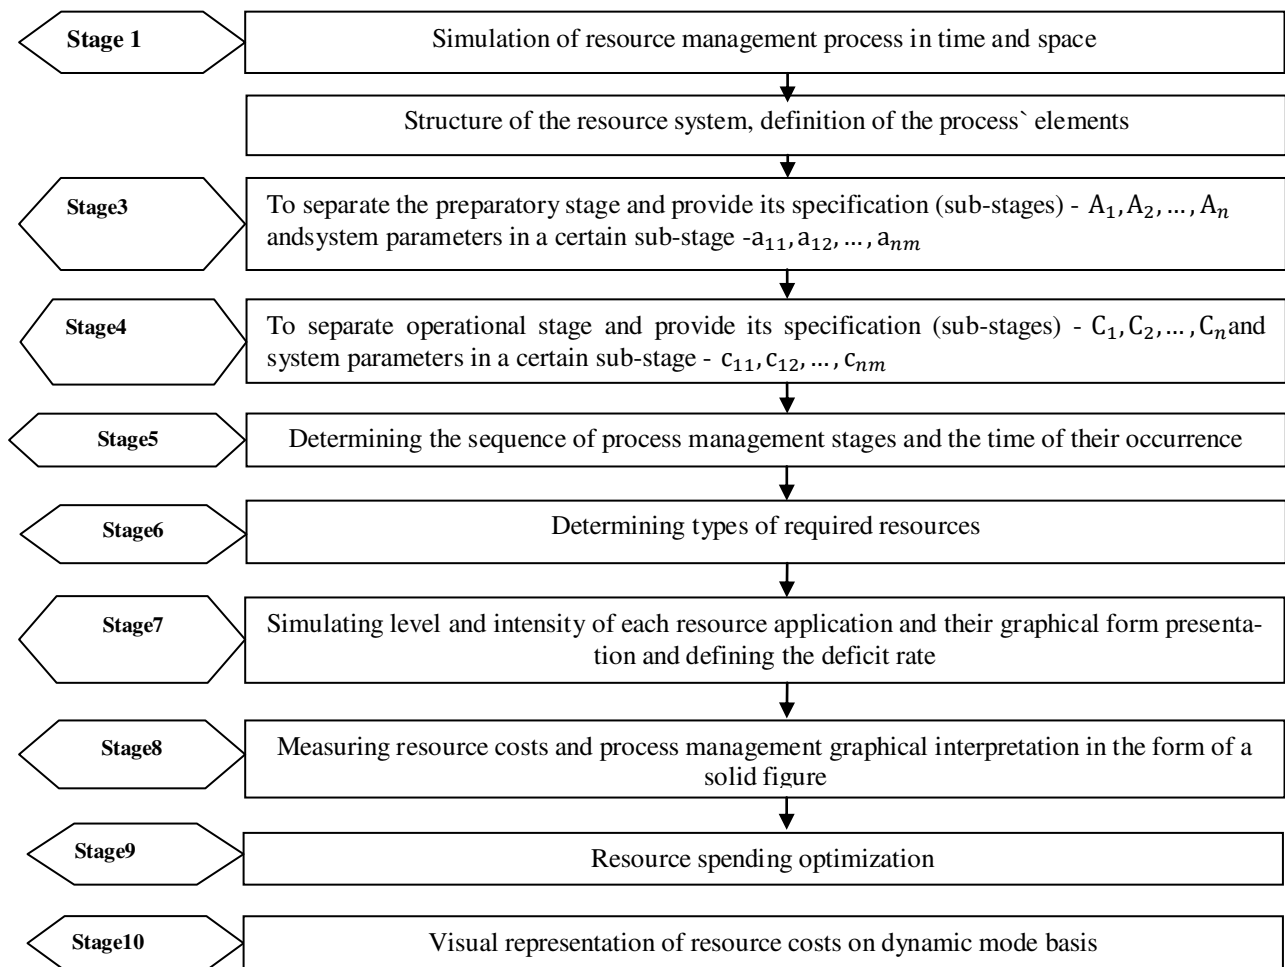 Stage 1
Simulation of resource management process in time and space
Structure of the resource system, definition of the process` elements
Stage3
To separate the preparatory stage and provide its specification (sub-stages) - A₁, A₂, … , Aₙ
andsystem parameters in a certain sub-stage -a₁₁, a₁₂, … , aₙₘ
Stage4
To separate operational stage and provide its specification (sub-stages) - C₁, C₂, … , Cₙand
system parameters in a certain sub-stage - c₁₁, c₁₂, … , cₙₘ
Stage5
Determining the sequence of process management stages and the time of their occurrence
Stage6
Determining types of required resources
Stage7
Simulating level and intensity of each resource application and their graphical form presenta-
tion and defining the deficit rate
Stage8
Measuring resource costs and process management graphical interpretation in the form of a
solid figure
Stage9
Resource spending optimization
Stage10
Visual representation of resource costs on dynamic mode basis